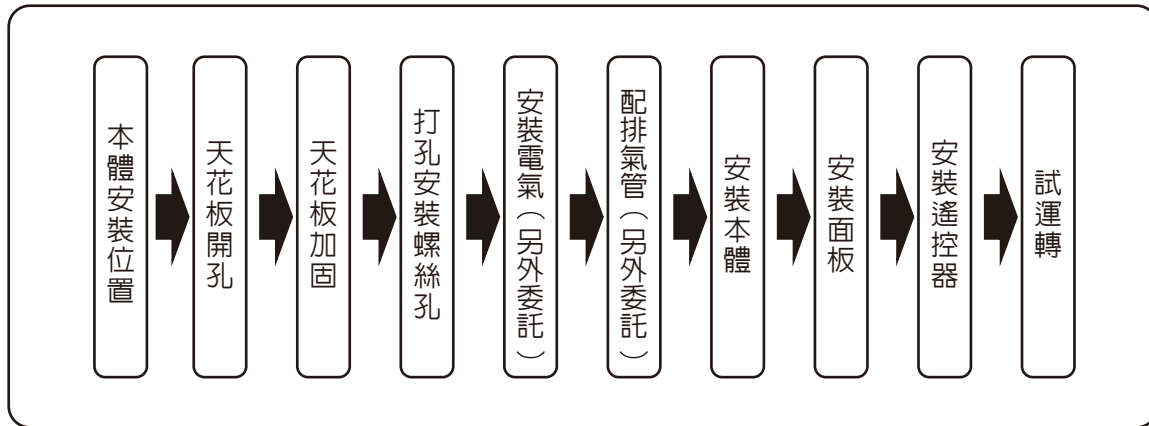 本體安裝位置
天花板開孔
天花板加固
打孔安裝螺絲孔
安裝電氣（另外委託）
配排氣管（另外委託）
安裝本體
安裝面板
安裝遙控器
試運轉